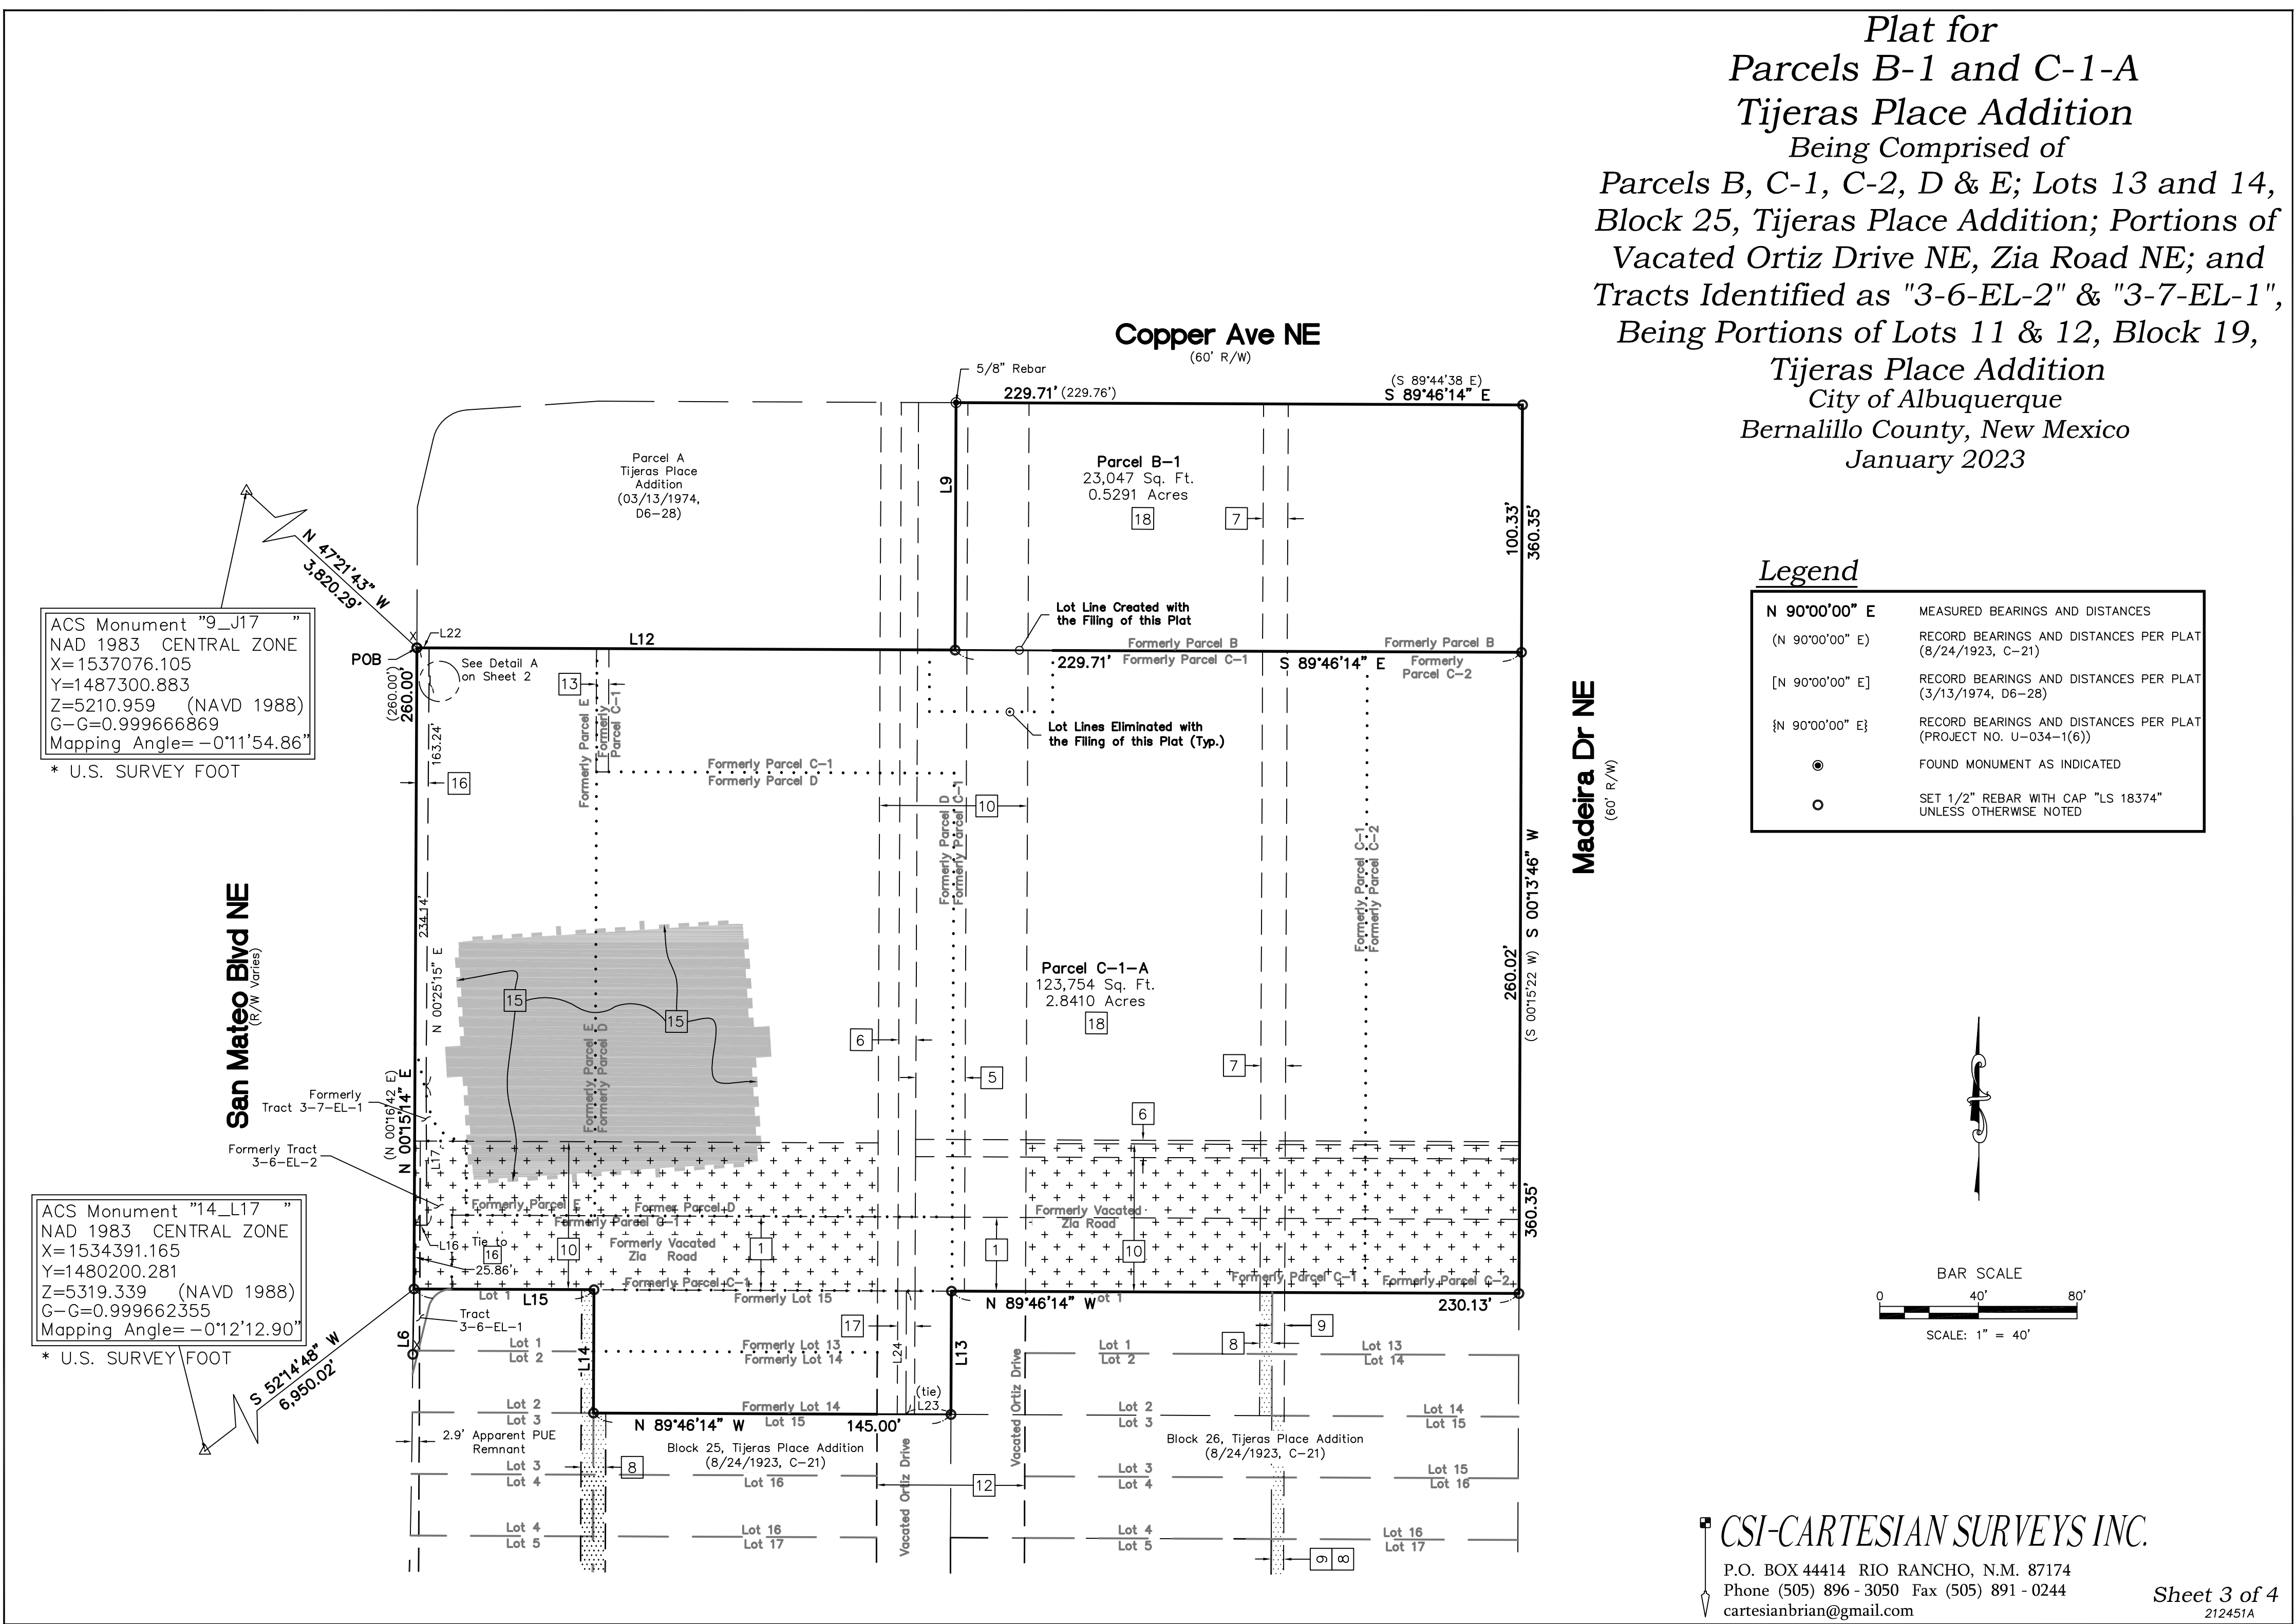 Plat for
Parcels B-1 and C-1-A
Tijeras Place Addition
Being Comprised of
Parcels B, C-1, C-2, D & E; Lots 13 and 14,
Block 25, Tijeras Place Addition; Portions of
Vacated Ortiz Drive NE, Zia Road NE; and
Tracts Identified as "3-6-EL-2" & "3-7-EL-1",
Being Portions of Lots 11 & 12, Block 19,
Tijeras Place Addition
City of Albuquerque
Bernalillo County, New Mexico
January 2023
Copper Ave NE
(60' R/W)
5/8" Rebar
229.71' (229.76')
(S 89°44'38 E)
S 89°46'14" E
Parcel A
Tijeras Place
Addition
(03/13/1974,
D6-28)
L9
Parcel B-1
23,047 Sq. Ft.
0.5291 Acres
18
7
100.33'
360.35'
N 47°21'43" W
3,820.29'
ACS Monument "9_J17 "
NAD 1983 CENTRAL ZONE
X=1537076.105
Y=1487300.883
Z=5210.959 (NAVD 1988)
G-G=0.999666869
Mapping Angle= -0°11'54.86"
* U.S. SURVEY FOOT
X
L22
POB
L12
See Detail A
on Sheet 2
Lot Line Created with
the Filing of this Plat
Formerly Parcel B
Formerly Parcel B
229.71'
Formerly Parcel C-1
S 89°46'14" E
Formerly
Parcel C-2
13
Lot Lines Eliminated with
the Filing of this Plat (Typ.)
(260.00')
260.00'
163.24'
16
Formerly Parcel E
Formerly
Parcel C-1
Formerly Parcel C-1
Formerly Parcel D
10
Formerly Parcel D
Formerly Parcel C-1
Formerly Parcel C-1
Formerly Parcel C-2
Madeira Dr NE
(60' R/W)
S 00°13'46" W
(S 00°15'22 W)
260.02'
360.35'
San Mateo Blvd NE
(R/W Varies)
234.14'
N 00°25'15" E
15
15
Formerly Parcel E
Formerly Parcel D
Parcel C-1-A
123,754 Sq. Ft.
2.8410 Acres
18
6
5
7
6
Formerly
Tract 3-7-EL-1
(N 00°16'42 E)
N 00°15'14" E
Formerly Tract
3-6-EL-2
L17
Formerly Parcel E
Former Parcel D
Formerly Parcel C-1
Formerly Vacated
Zia Road
Formerly Vacated
Zia Road
L16
Tie to
16
25.86'
10
1
1
10
Formerly Parcel C-1
Formerly Parcel C-1
Formerly Parcel C-2
ACS Monument "14_L17 "
NAD 1983 CENTRAL ZONE
X=1534391.165
Y=1480200.281
Z=5319.339 (NAVD 1988)
G-G=0.999662355
Mapping Angle= -0°12'12.90"
* U.S. SURVEY FOOT
S 52°14'48" W
6,950.02'
Lot 1
L15
Formerly Lot 15
N 89°46'14" W
ot 1
230.13'
Tract
3-6-EL-1
L6
X
Lot 1
Lot 2
L14
Formerly Lot 13
Formerly Lot 14
17
L24
L13
Lot 1
Lot 2
8
9
Lot 13
Lot 14
(tie)
L23
Lot 2
Lot 3
Formerly Lot 14
N 89°46'14" W
Lot 15
145.00'
Lot 2
Lot 3
Lot 14
Lot 15
2.9' Apparent PUE
Remnant
Block 25, Tijeras Place Addition
(8/24/1923, C-21)
Vacated Ortiz Drive
Vacated Ortiz Drive
Block 26, Tijeras Place Addition
(8/24/1923, C-21)
Lot 3
Lot 4
8
Lot 16
12
Lot 3
Lot 4
Lot 15
Lot 16
Lot 4
Lot 5
Lot 16
Lot 17
Lot 4
Lot 5
Lot 16
Lot 17
9
8
Legend
N 90°00'00" E MEASURED BEARINGS AND DISTANCES
(N 90°00'00" E) RECORD BEARINGS AND DISTANCES PER PLAT
(8/24/1923, C-21)
[N 90°00'00" E] RECORD BEARINGS AND DISTANCES PER PLAT
(3/13/1974, D6-28)
{N 90°00'00" E} RECORD BEARINGS AND DISTANCES PER PLAT
(PROJECT NO. U-034-1(6))
FOUND MONUMENT AS INDICATED
SET 1/2" REBAR WITH CAP "LS 18374"
UNLESS OTHERWISE NOTED
BAR SCALE
0 40' 80'
SCALE: 1" = 40'
CSI-CARTESIAN SURVEYS INC.
P.O. BOX 44414 RIO RANCHO, N.M. 87174
Phone (505) 896 - 3050 Fax (505) 891 - 0244
cartesianbrian@gmail.com
Sheet 3 of 4
212451A